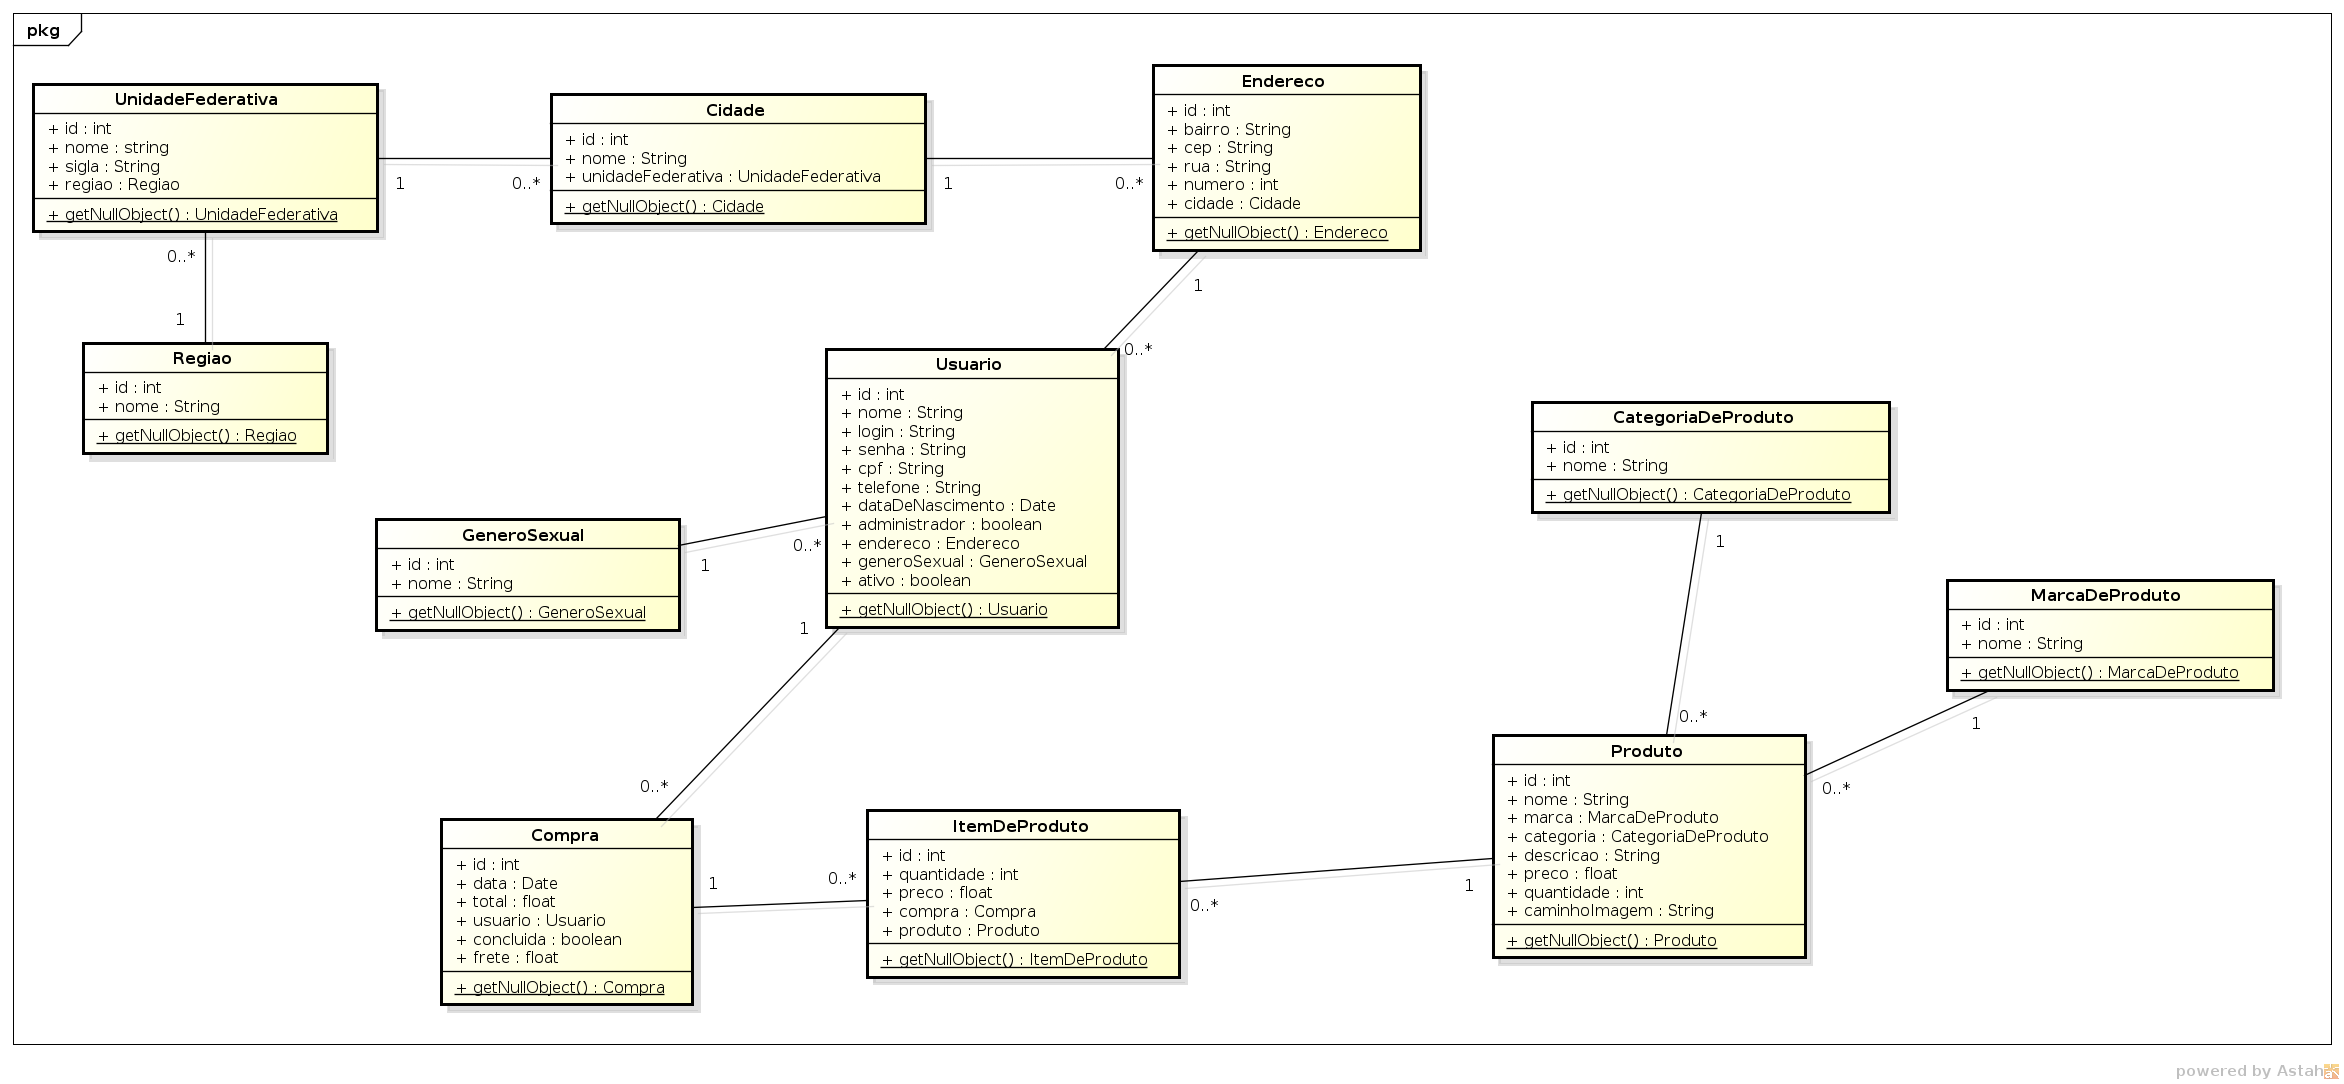 pkg
UnidadeFederativa
+ id : int
+ nome : string
+ sigla : String
+ regiao : Regiao
+ getNullObject() : UnidadeFederativa
1
0..*
Cidade
+ id : int
+ nome : String
+ unidadeFederativa : UnidadeFederativa
+ getNullObject() : Cidade
1
0..*
Endereco
+ id : int
+ bairro : String
+ cep : String
+ rua : String
+ numero : int
+ cidade : Cidade
+ getNullObject() : Endereco
0..*
1
Regiao
+ id : int
+ nome : String
+ getNullObject() : Regiao
1
0..*
Usuario
+ id : int
+ nome : String
+ login : String
+ senha : String
+ cpf : String
+ telefone : String
+ dataDeNascimento : Date
+ administrador : boolean
+ endereco : Endereco
+ generoSexual : GeneroSexual
+ ativo : boolean
+ getNullObject() : Usuario
GeneroSexual
+ id : int
+ nome : String
+ getNullObject() : GeneroSexual
1
0..*
CategoriaDeProduto
+ id : int
+ nome : String
+ getNullObject() : CategoriaDeProduto
1
0..*
MarcaDeProduto
+ id : int
+ nome : String
+ getNullObject() : MarcaDeProduto
1
0..*
1
0..*
Compra
+ id : int
+ data : Date
+ total : float
+ usuario : Usuario
+ concluida : boolean
+ frete : float
+ getNullObject() : Compra
1
0..*
ItemDeProduto
+ id : int
+ quantidade : int
+ preco : float
+ compra : Compra
+ produto : Produto
+ getNullObject() : ItemDeProduto
0..*
1
Produto
+ id : int
+ nome : String
+ marca : MarcaDeProduto
+ categoria : CategoriaDeProduto
+ descricao : String
+ preco : float
+ quantidade : int
+ caminhoImagem : String
+ getNullObject() : Produto
powered by Astah